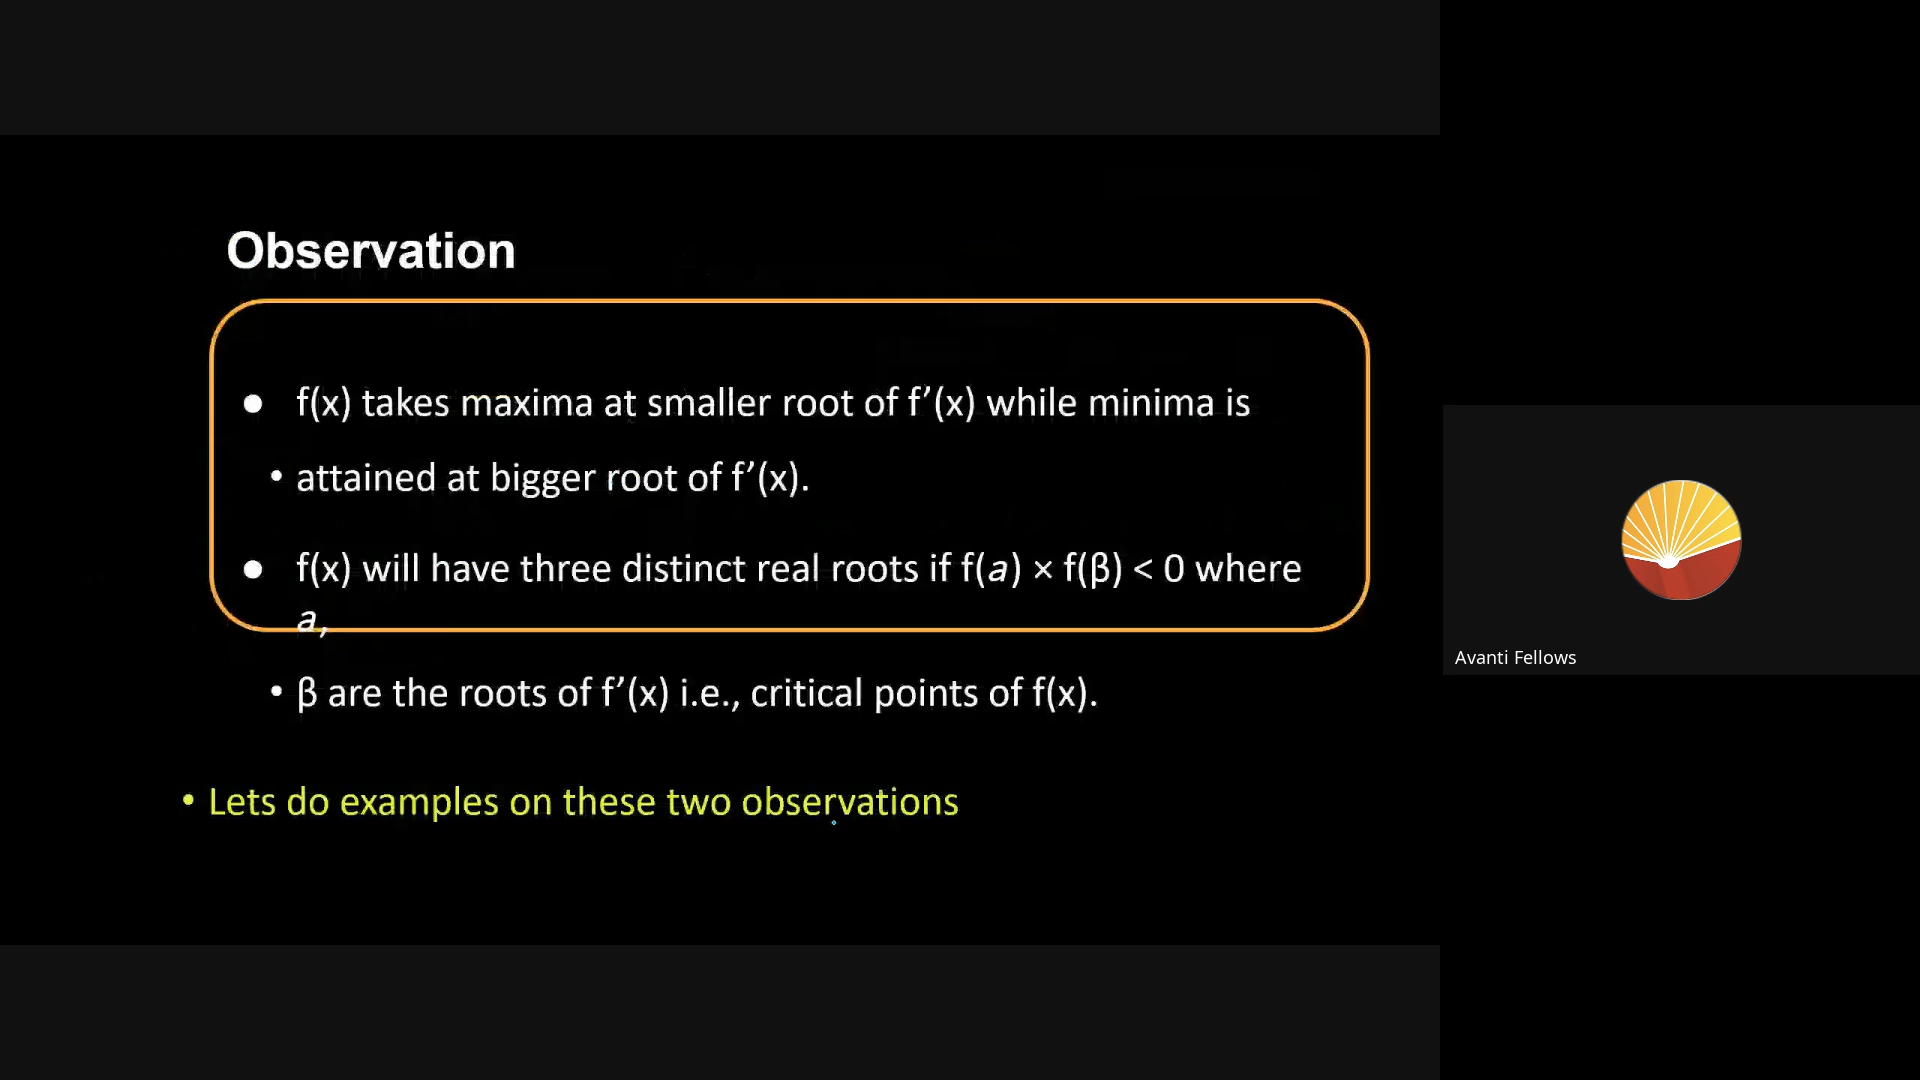 Observation
● f(x) takes maxima at smaller root of f’(x) while minima is
• attained at bigger root of f’(x).
● f(x) will have three distinct real roots if f(a) × f(β) < 0 where
a,
• β are the roots of f’(x) i.e., critical points of f(x).
• Lets do examples on these two observations
Avanti Fellows